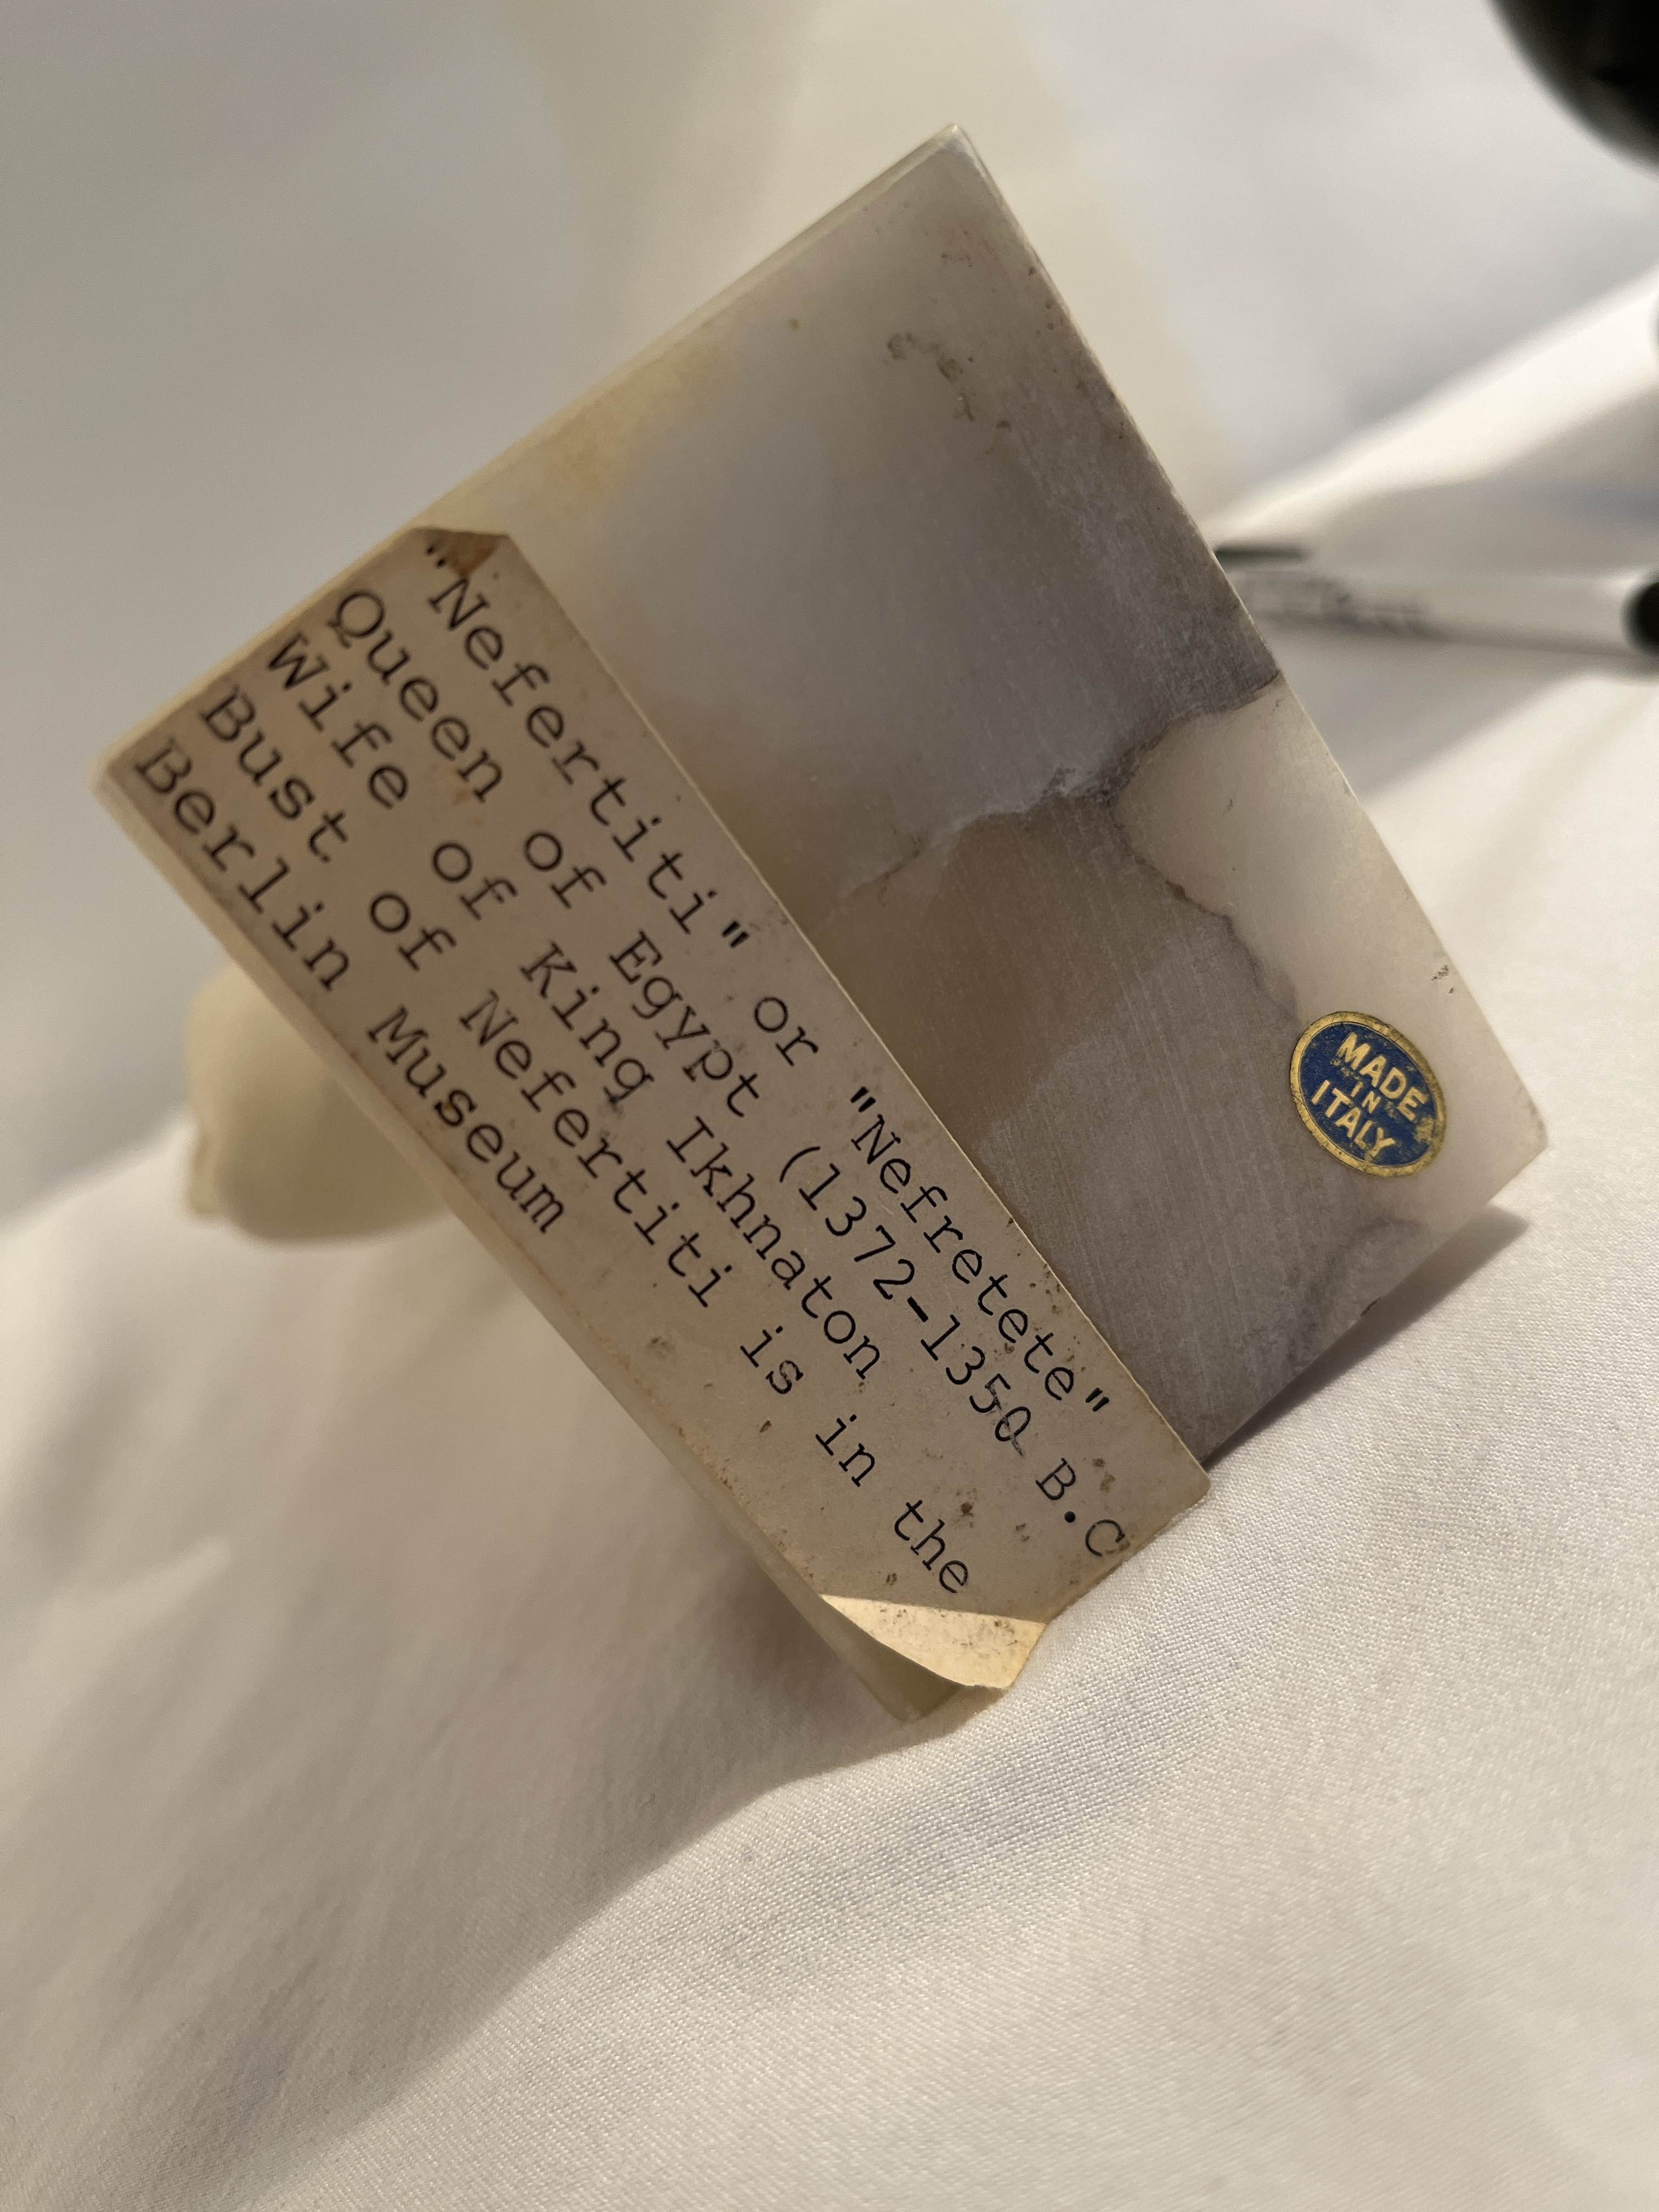 "Nefertiti" or "Nefretete"
Queen of Egypt (1372-1350 B.C
Wife of King Ikhnaton
Bust of Nefertiti is in the
Berlin Museum
MADE
IN
ITALY